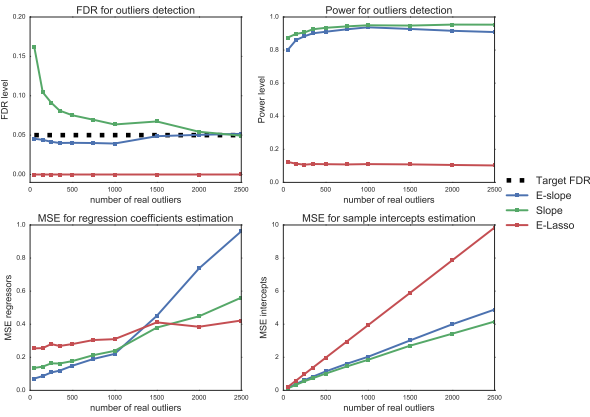 FDR for outliers detection
0.20
0.15
0.10
0.05
0.00
FDR level
0 500 1000 1500 2000 2500
number of real outliers
Power for outliers detection
1.0
0.8
0.6
0.4
0.2
0.0
Power level
0 500 1000 1500 2000 2500
number of real outliers
Target FDR
E-slope
Slope
E-Lasso
MSE for regression coefficients estimation
1.0
0.8
0.6
0.4
0.2
0.0
MSE regressors
0 500 1000 1500 2000 2500
number of real outliers
MSE for sample intercepts estimation
10
8
6
4
2
0
MSE intercepts
0 500 1000 1500 2000 2500
number of real outliers